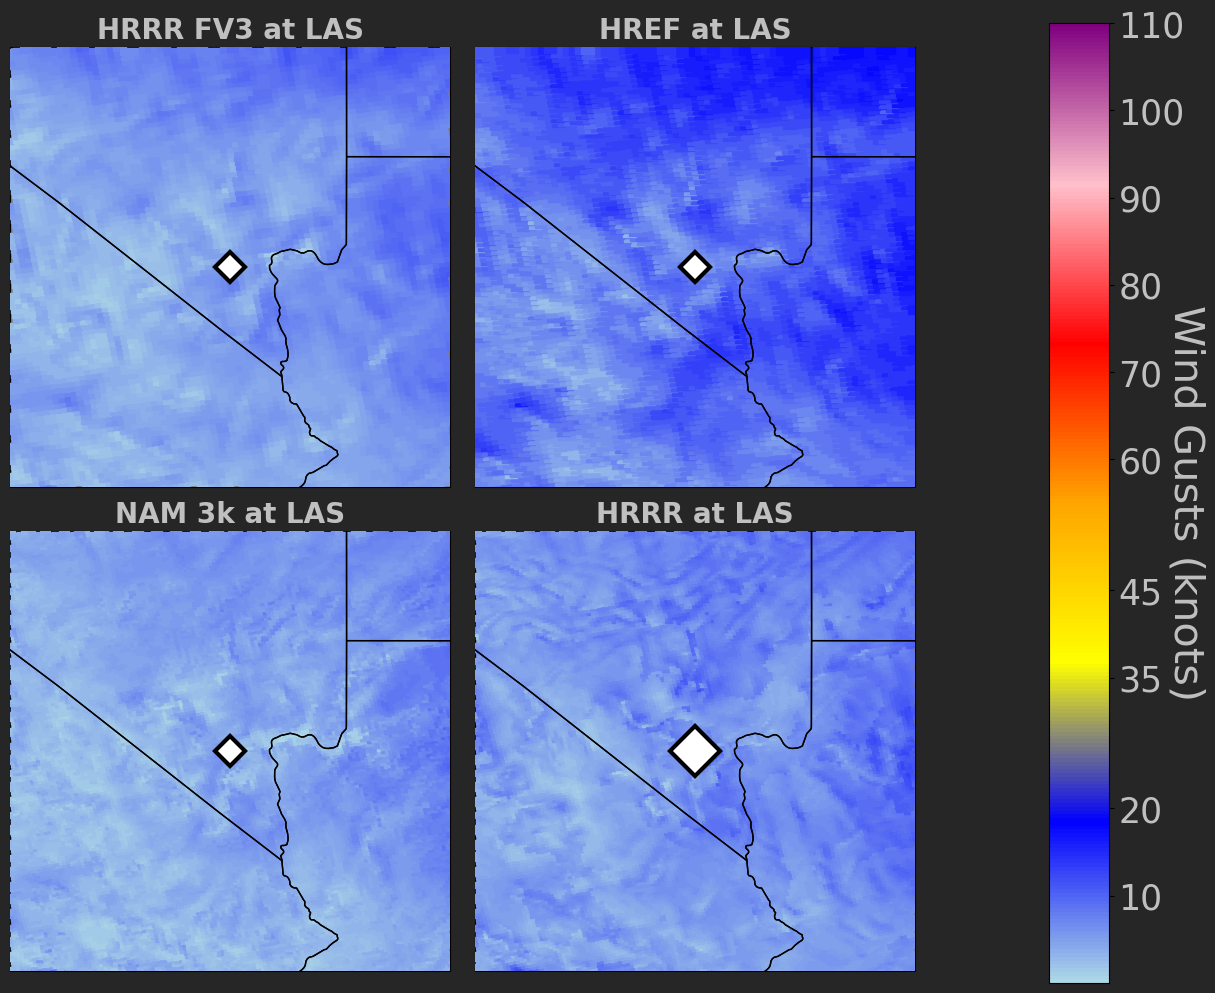 HRRR FV3 at LAS
HREF at LAS
NAM 3k at LAS
HRRR at LAS
110
100
90
80
70
60
45
35
20
10
Wind Gusts (knots)